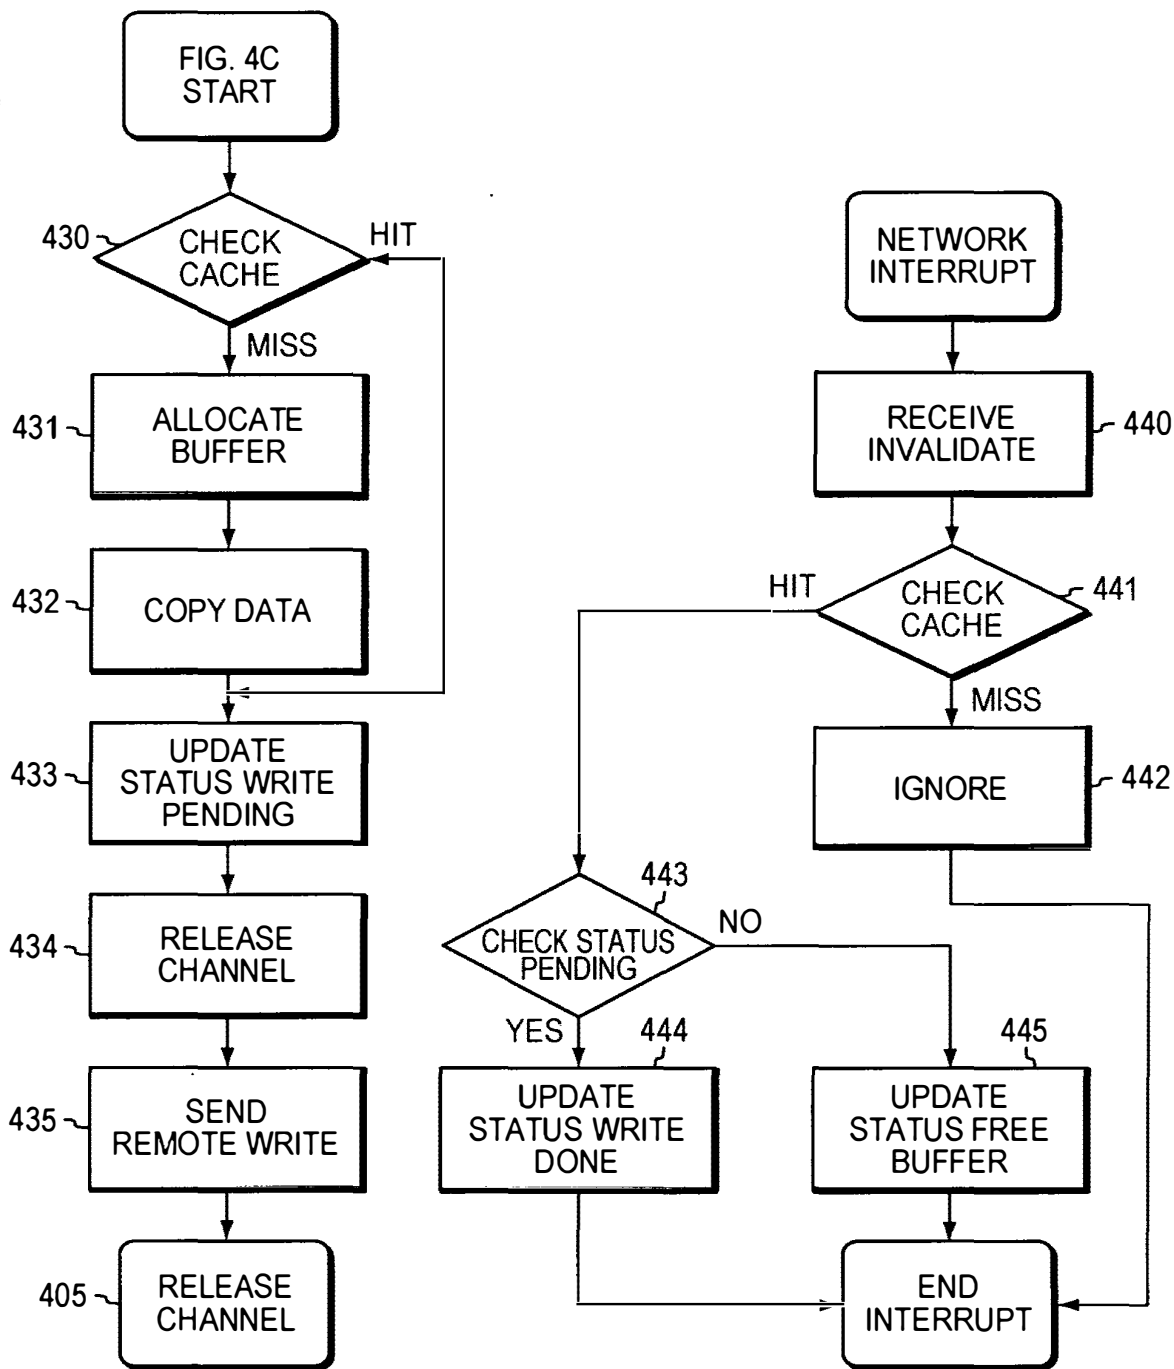 FIG. 4C
START
430
CHECK
CACHE
HIT
MISS
431
ALLOCATE
BUFFER
432
COPY DATA
433
UPDATE
STATUS WRITE
PENDING
434
RELEASE
CHANNEL
435
SEND
REMOTE WRITE
405
RELEASE
CHANNEL
NETWORK
INTERRUPT
RECEIVE
INVALIDATE
440
HIT
CHECK
CACHE
441
MISS
IGNORE
442
443
CHECK STATUS
PENDING
NO
YES
444
UPDATE
STATUS WRITE
DONE
445
UPDATE
STATUS FREE
BUFFER
END
INTERRUPT